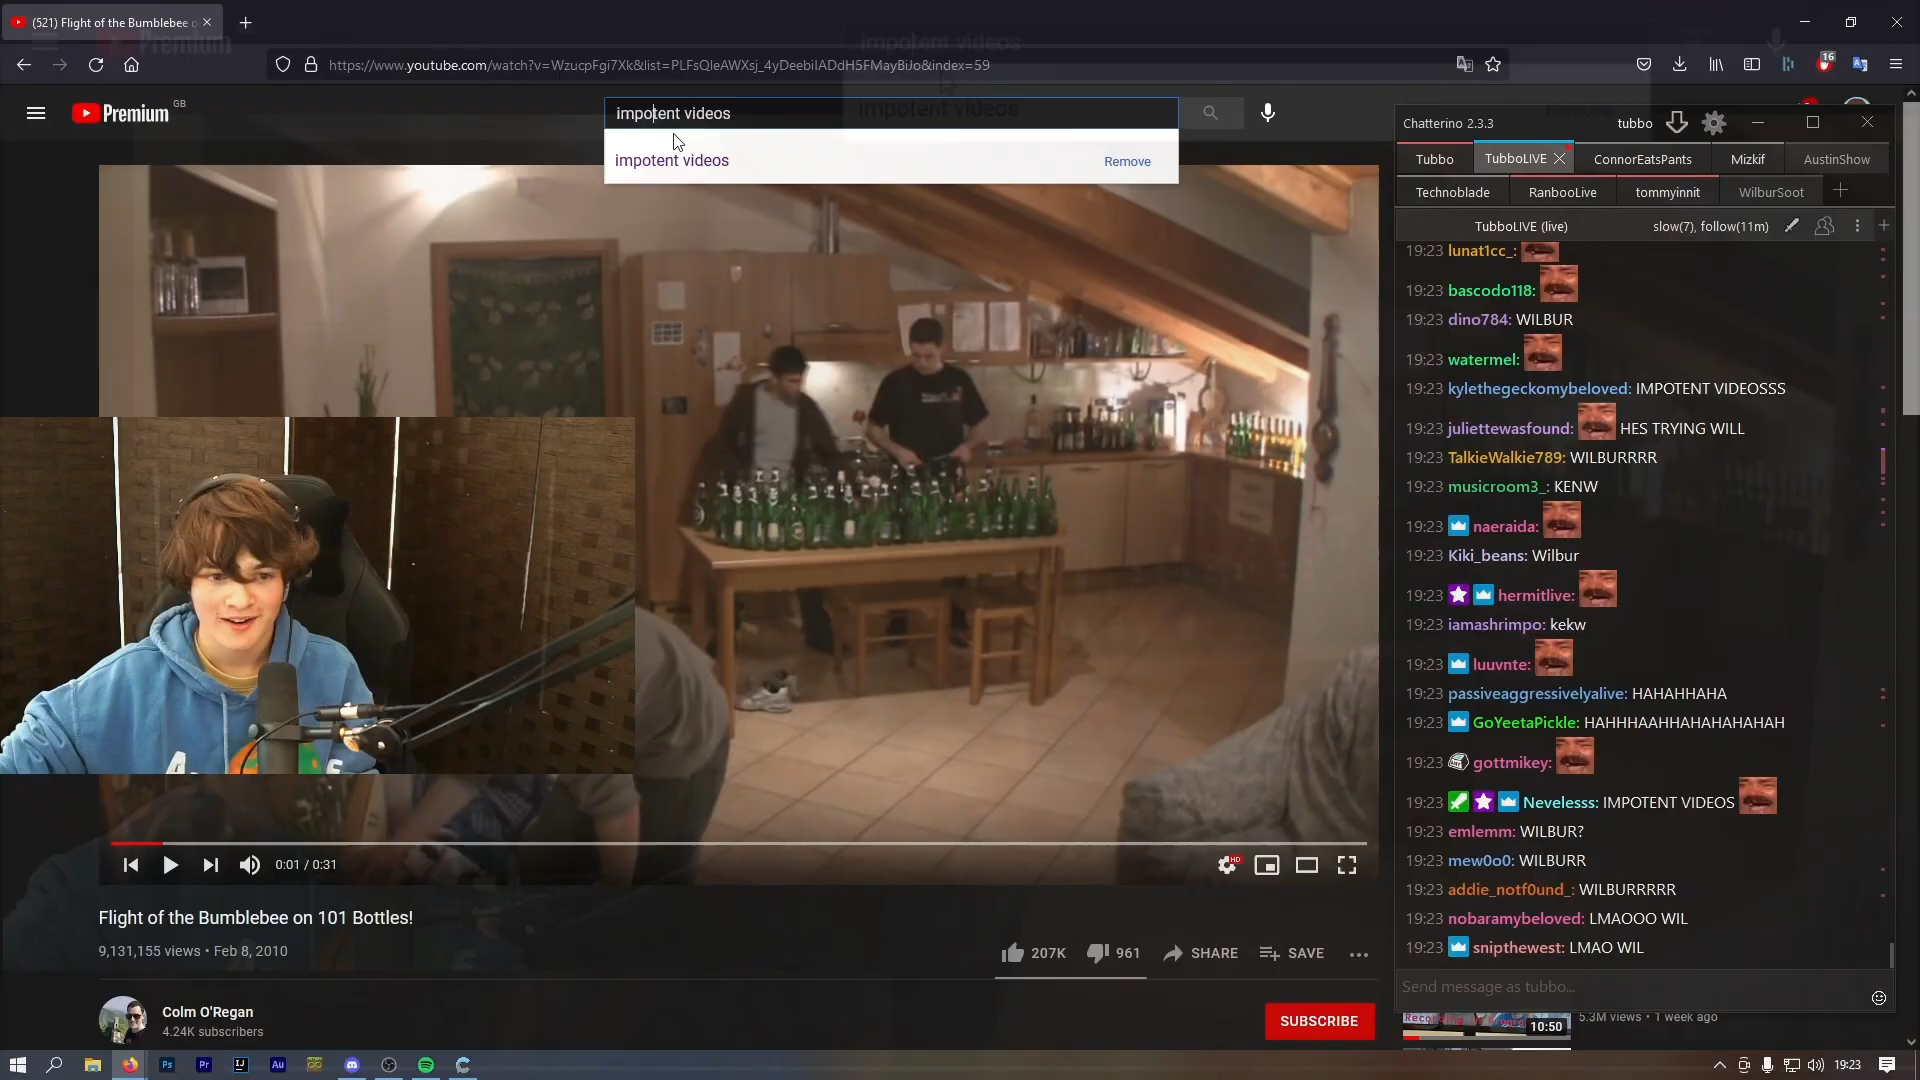 (521) Flight of the Bumblebee o
https://www.youtube.com/watch?v=WzucpFgi7Xk&list=PLFsQleAWXsj_4yDeebiIADdH5FMayBiJo&index=59
16
Premium GB
impotent videos
impotent videos Remove
Chatterino 2.3.3 tubbo
Tubbo TubboLIVE ConnorEatsPants Mizkif AustinShow
Technoblade RanbooLive tommyinnit WilburSoot
TubboLIVE (live) slow(7), follow(11m)
19:23 lunat1cc_:
19:23 bascodo118:
19:23 dino784: WILBUR
19:23 watermel:
19:23 kylethegeckomybeloved: IMPOTENT VIDEOSSS
19:23 juliettewasfound: HES TRYING WILL
19:23 TalkieWalkie789: WILBURRRR
19:23 musicroom3_: KENW
19:23 naeraida:
19:23 Kiki_beans: Wilbur
19:23 hermitlive:
19:23 iamashrimpo: kekw
19:23 luuvnte:
19:23 passiveaggressivelyalive: HAHAHHAHA
19:23 GoYeetaPickle: HAHHHAAHHAHAHAHAHAH
19:23 gottmikey:
19:23 Nevelesss: IMPOTENT VIDEOS
19:23 emlemm: WILBUR?
19:23 mew0o0: WILBURR
19:23 addie_notf0und_: WILBURRRRR
19:23 nobaramybeloved: LMAOOO WIL
19:23 snipthewest: LMAO WIL
Send message as tubbo...
0:01 / 0:31
HD
Flight of the Bumblebee on 101 Bottles!
9,131,155 views • Feb 8, 2010
207K 961 SHARE SAVE
Colm O'Regan
4.24K subscribers
SUBSCRIBE
10:50
5.3M views • 1 week ago
Ps Pr IJ Au
19:23